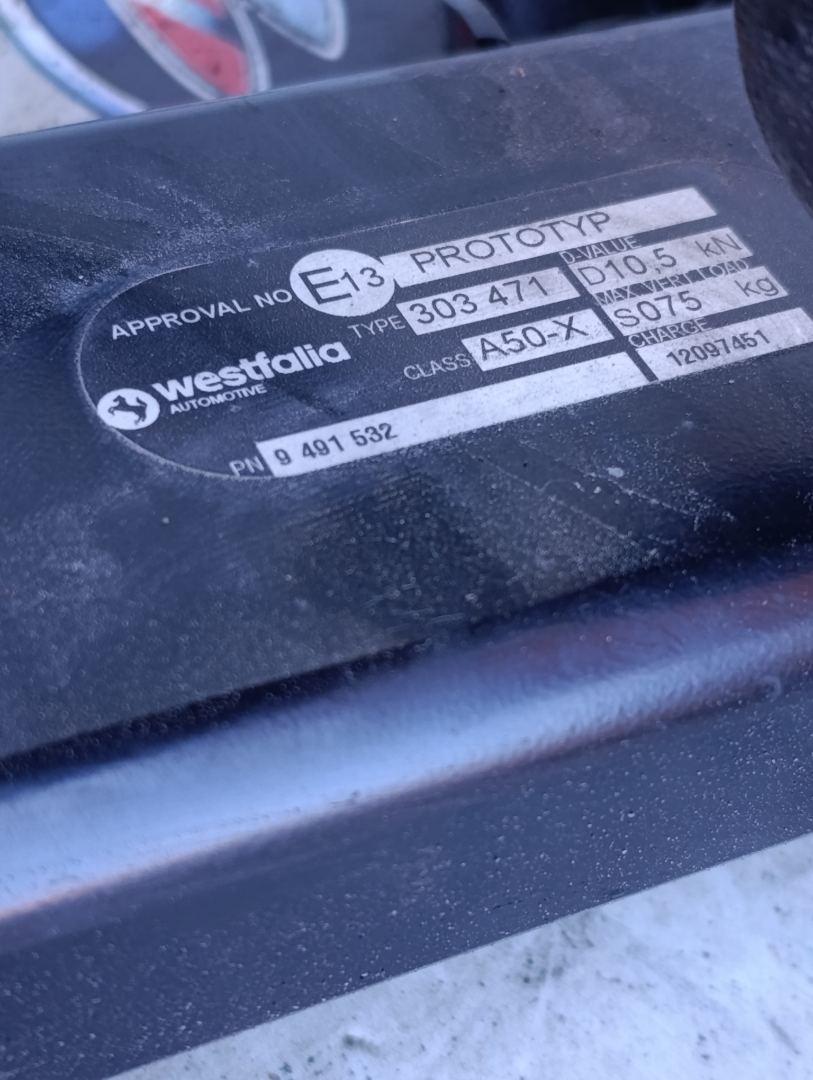 APPROVAL NO E13 PROTOTYP
TYPE 303 471
D-VALUE
D10,5 kN
Westfalia
AUTOMOTIVE
CLASS A50-X
MAX VERT LOAD
S075 kg
PN 9 491 532
CHARGE
12097451